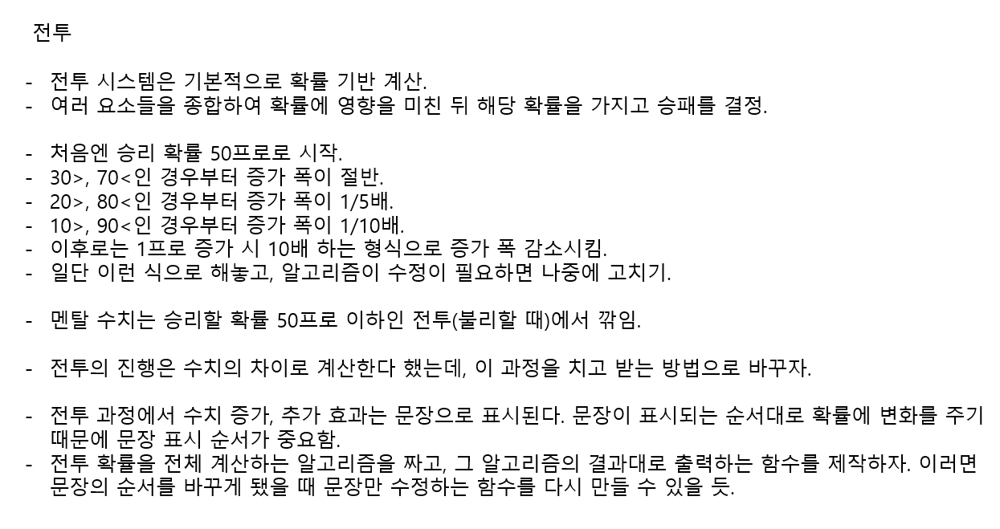 전투
- 전투 시스템은 기본적으로 확률 기반 계산.
- 여러 요소들을 종합하여 확률에 영향을 미친 뒤 해당 확률을 가지고 승패를 결정.
- 처음엔 승리 확률 50프로로 시작.
- 30>, 70<인 경우부터 증가 폭이 절반.
- 20>, 80<인 경우부터 증가 폭이 1/5배.
- 10>, 90<인 경우부터 증가 폭이 1/10배.
- 이후로는 1프로 증가 시 10배 하는 형식으로 증가 폭 감소시킴.
- 일단 이런 식으로 해놓고, 알고리즘이 수정이 필요하면 나중에 고치기.
- 멘탈 수치는 승리할 확률 50프로 이하인 전투(불리할 때)에서 깎임.
- 전투의 진행은 수치의 차이로 계산한다 했는데, 이 과정을 치고 받는 방법으로 바꾸자.
- 전투 과정에서 수치 증가, 추가 효과는 문장으로 표시된다. 문장이 표시되는 순서대로 확률에 변화를 주기
때문에 문장 표시 순서가 중요함.
- 전투 확률을 전체 계산하는 알고리즘을 짜고, 그 알고리즘의 결과대로 출력하는 함수를 제작하자. 이러면
문장의 순서를 바꾸게 됐을 때 문장만 수정하는 함수를 다시 만들 수 있을 듯.